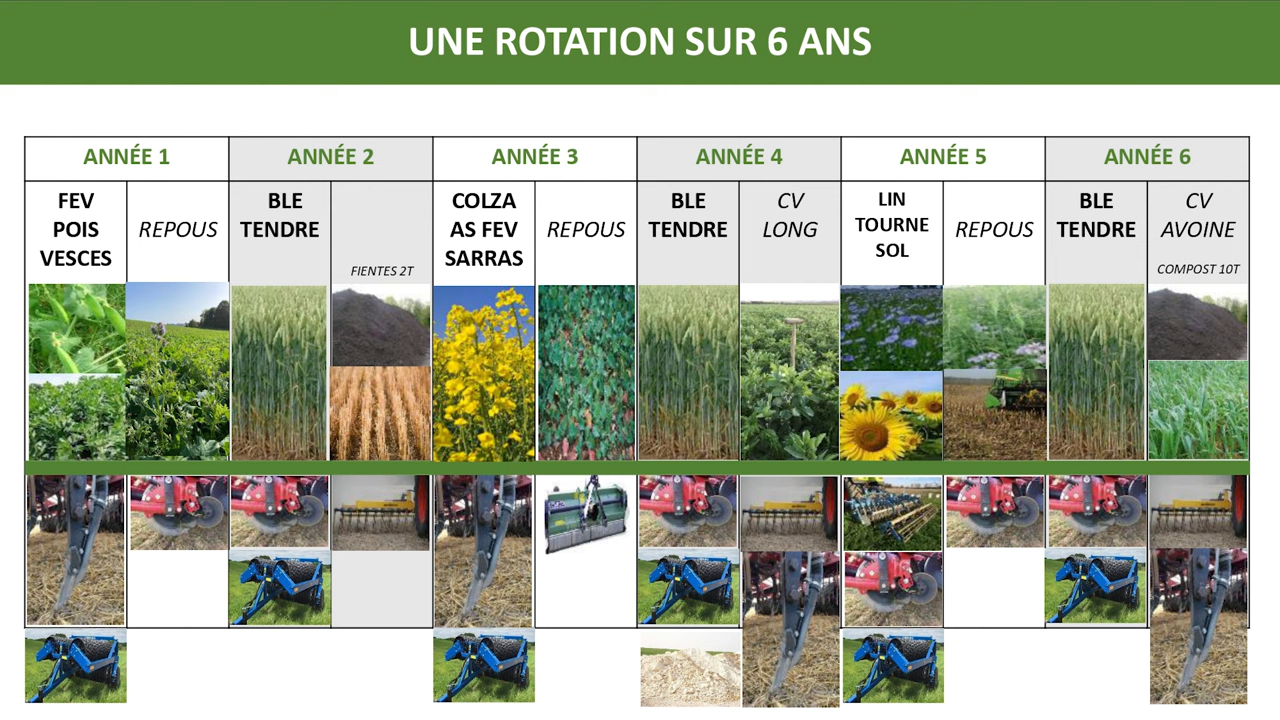 UNE ROTATION SUR 6 ANS
ANNÉE 1
ANNÉE 2
ANNÉE 3
ANNÉE 4
ANNÉE 5
ANNÉE 6
FEV
POIS
VESCES
REPOUS
BLE
TENDRE
FIENTES 2T
COLZA
AS FEV
SARRAS
REPOUS
BLE
TENDRE
CV
LONG
LIN
TOURNE
SOL
REPOUS
BLE
TENDRE
CV
AVOINE
COMPOST 10T